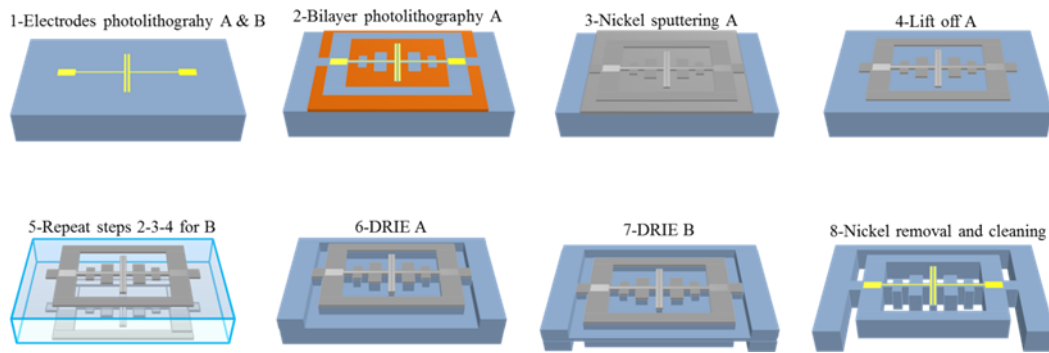 1-Electrodes photolithograhy A & B
2-Bilayer photolithography A
3-Nickel sputtering A
4-Lift off A
5-Repeat steps 2-3-4 for B
6-DRIE A
7-DRIE B
8-Nickel removal and cleaning